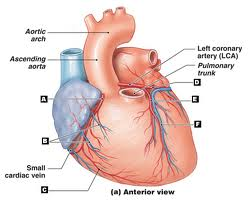 Aortic
arch
Ascending
aorta
Left coronary
artery (LCA)
Pulmonary
trunk
A
D
E
F
B
Small
cardiac vein
C
(a) Anterior view